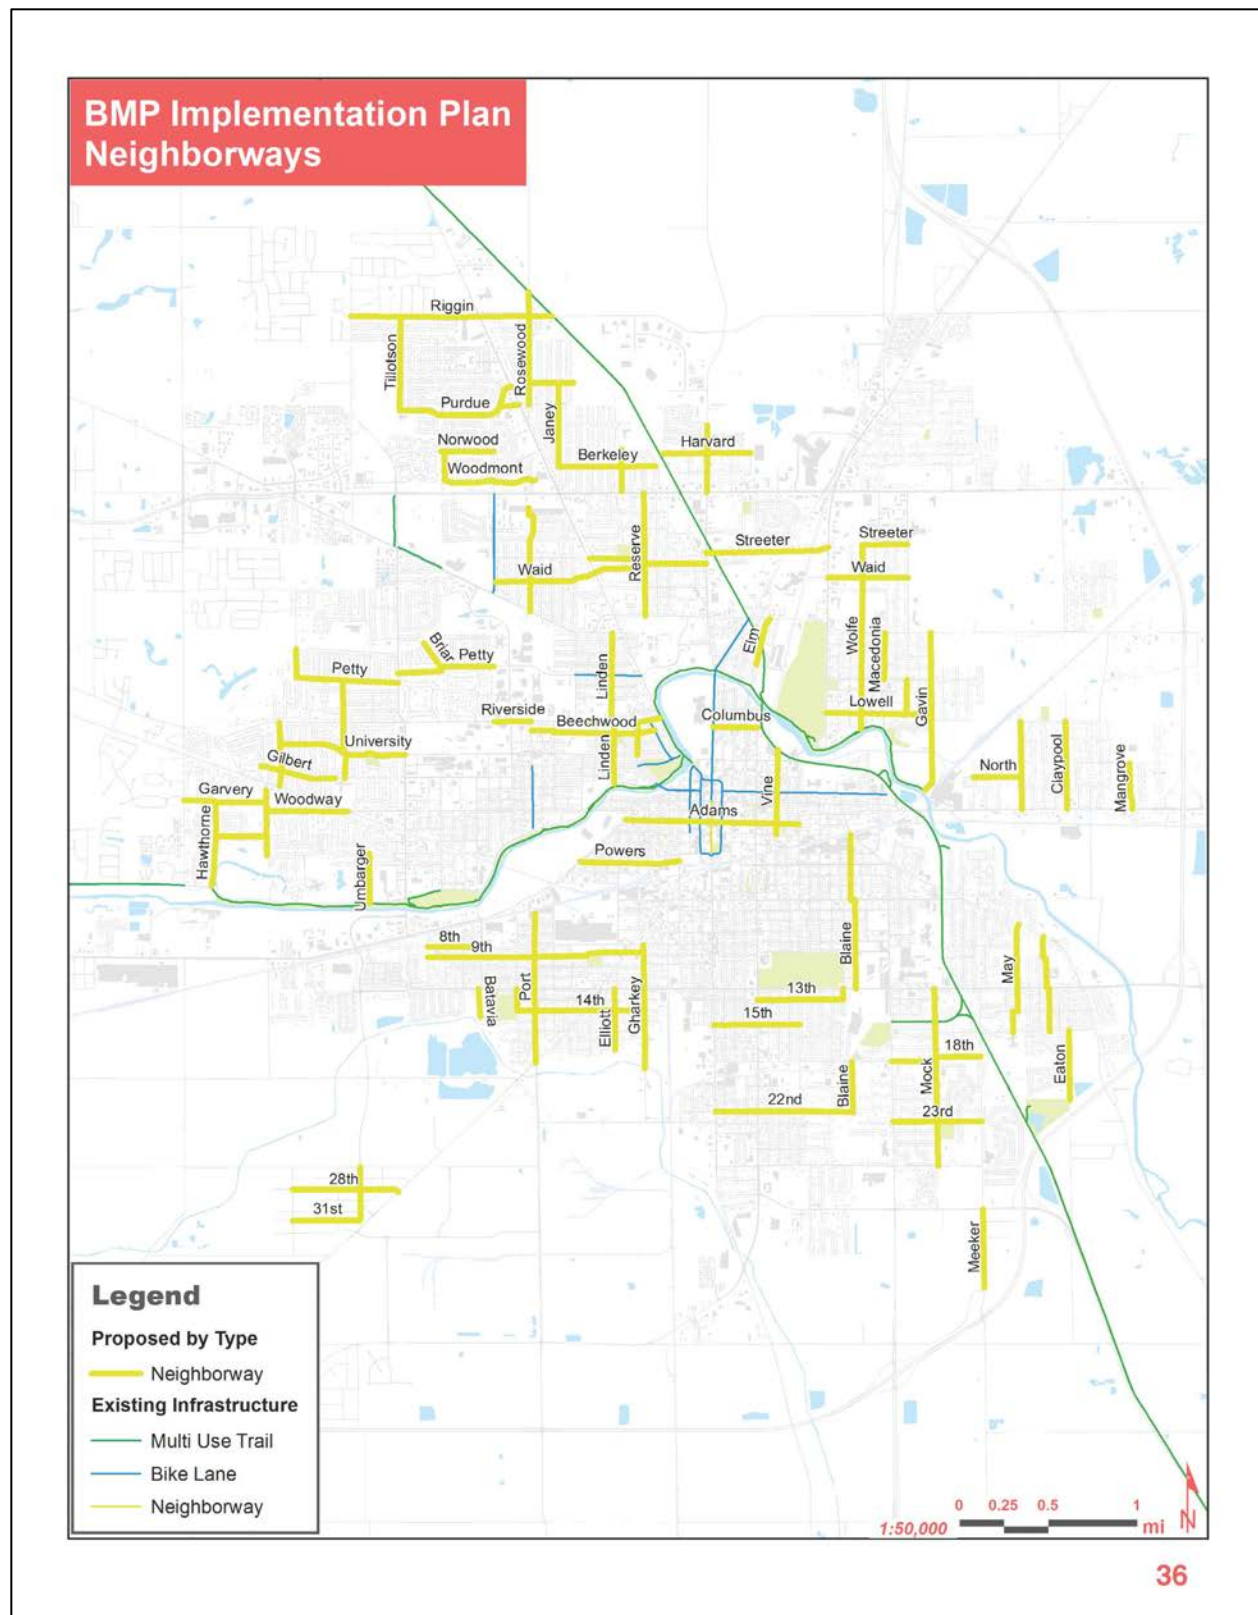 BMP Implementation Plan
Neighborways
Riggin
Tillotson
Rosewood
Purdue
Janey
Norwood
Woodmont
Berkeley
Harvard
Reserve
Streeter
Streeter
Waid
Waid
Wolfe
Macedonia
Elm
Briar
Petty
Petty
Linden
Lowell
Gavin
Riverside
Beechwood
Columbus
University
Gilbert
Linden
North
Claypool
Mangrove
Garvery
Woodway
Vine
Adams
Hawthorne
Powers
Umbarger
8th
9th
Port
Batavia
14th
Elliott
Gharkey
Blaine
13th
15th
May
18th
Mock
Eaton
Blaine
22nd
23rd
28th
31st
Meeker
Legend
Proposed by Type
Neighborway
Existing Infrastructure
Multi Use Trail
Bike Lane
Neighborway
0 0.25 0.5 1
1:50,000 mi N
36